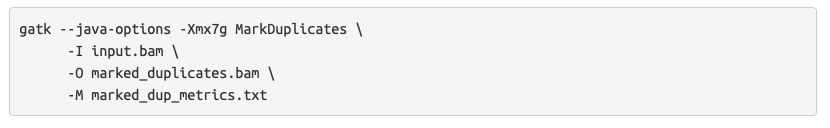 gatk --java-options -Xmx7g MarkDuplicates \
      -I input.bam \
      -O marked_duplicates.bam \
      -M marked_dup_metrics.txt